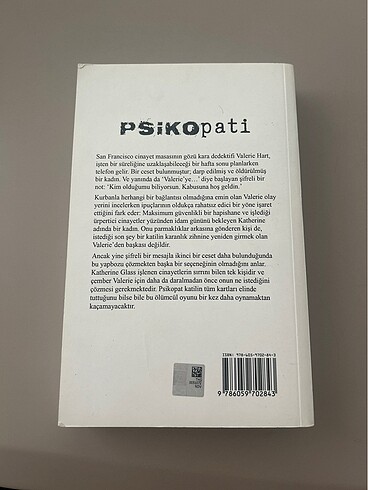 PSİKOpati
San Francisco cinayet masasının gözü kara dedektifi Valerie Hart,
işten bir süreliğine uzaklaşabileceği bir hafta sonu planlarken
telefon gelir. Bir ceset bulunmuştur; darp edilmiş ve öldürülmüş
bir kadın. Ve yanında da ‘Valerie’ye...’ diye başlayan şifreli bir
not: ‘Kim olduğumu biliyorsun. Kabusuna hoş geldin.’
Kurbanla herhangi bir bağlantısı olmadığına emin olan Valerie olay
yerini incelerken ipuçlarının oldukça rahatsız edici bir yöne işaret
ettiğini fark eder: Maksimum güvenlikli bir hapishane ve işlediği
ürpertici cinayetler yüzünden idam gününü bekleyen Katherine
adında bir kadın. Onu parmaklıklar arkasına gönderen kişi de,
istediği son şey bir katilin karanlık zihnine yeniden girmek olan
Valerie’den başkası değildir.
Ancak yine şifreli bir mesajla ikinci bir ceset daha bulunduğunda
bu yapbozu çözmekten başka bir seçeneğinin olmadığını anlar.
Katherine Glass işlenen cinayetlerin sırrını bilen tek kişidir ve
çember Valerie için daha da daralmadan önce onun ne istediğini
çözmesi gerekmektedir. Psikopat katilin tüm kartları elinde
tuttuğunu bilse bile bu ölümcül oyunu bir kez daha oynamaktan
kaçamayacaktır.
ISBN: 978-605-9702-84-3
9 786059 702843